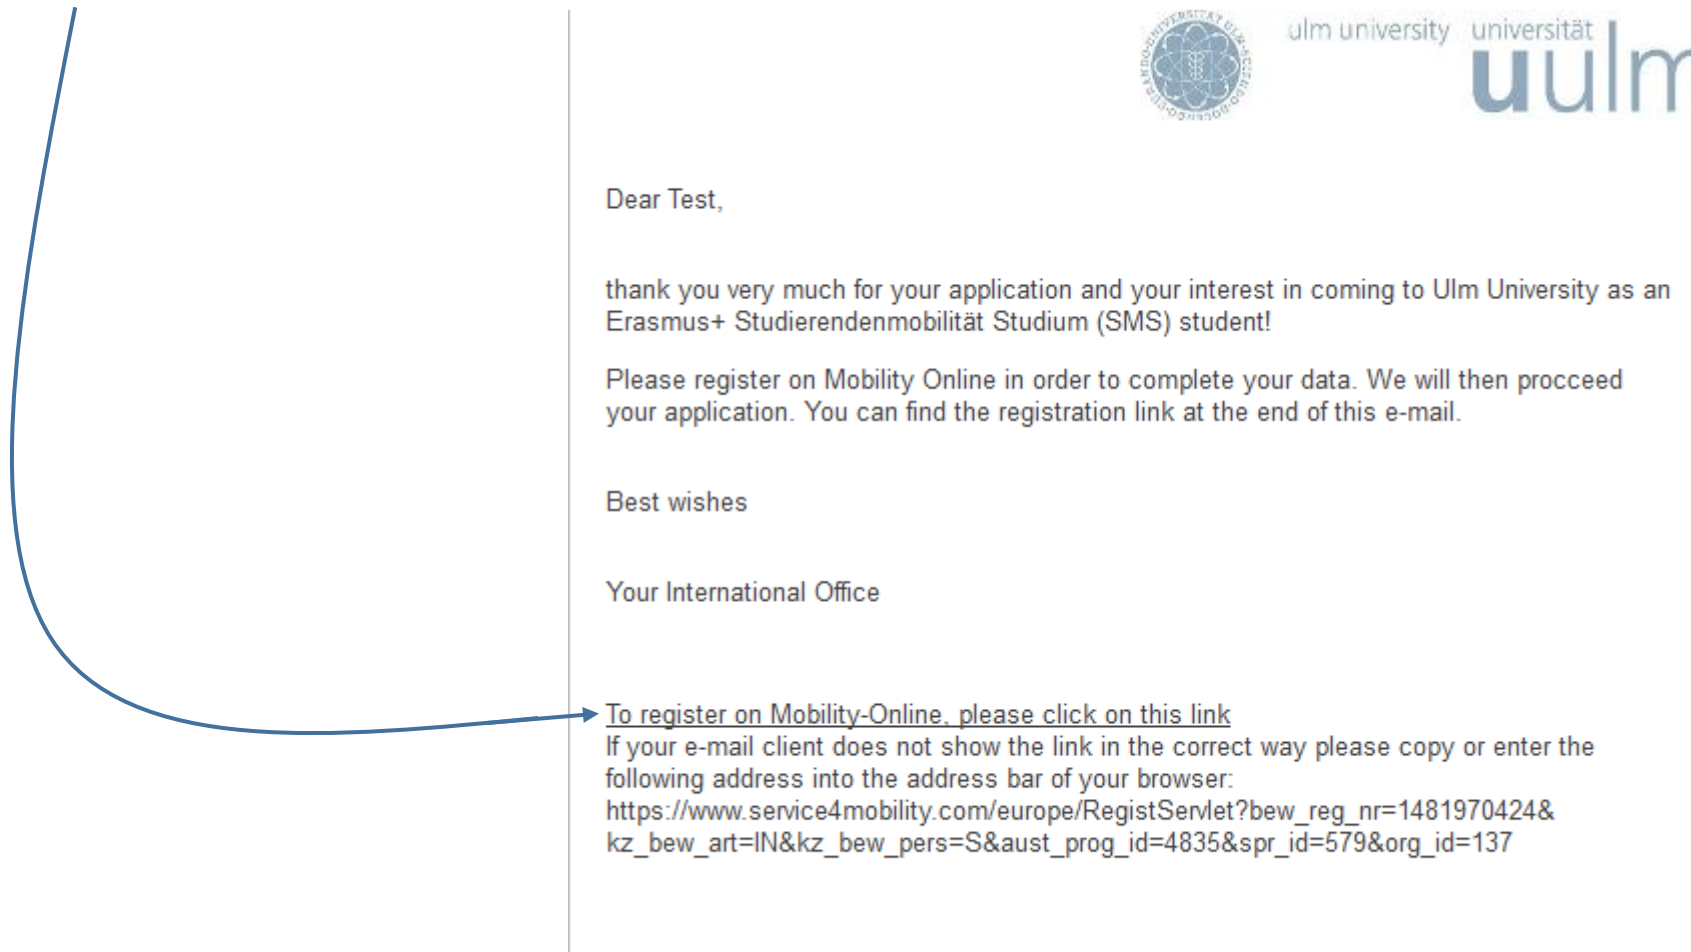 ulm university universität
uulm
Dear Test,
thank you very much for your application and your interest in coming to Ulm University as an
Erasmus+ Studierendenmobilität Studium (SMS) student!
Please register on Mobility Online in order to complete your data. We will then procceed
your application. You can find the registration link at the end of this e-mail.
Best wishes
Your International Office
To register on Mobility-Online, please click on this link
If your e-mail client does not show the link in the correct way please copy or enter the
following address into the address bar of your browser:
https://www.service4mobility.com/europe/RegistServlet?bew_reg_nr=1481970424&
kz_bew_art=IN&kz_bew_pers=S&aust_prog_id=4835&spr_id=579&org_id=137